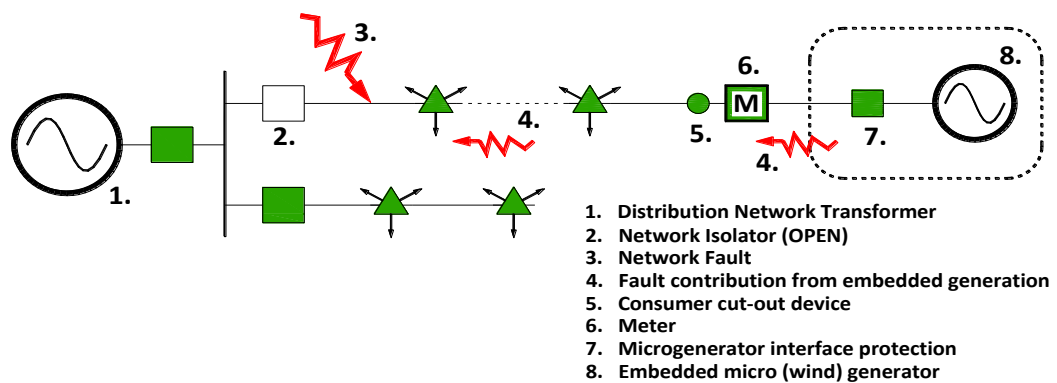 3.
6.
8.
M
4.
2.
5.
4.
7.
1.
1. Distribution Network Transformer
2. Network Isolator (OPEN)
3. Network Fault
4. Fault contribution from embedded generation
5. Consumer cut-out device
6. Meter
7. Microgenerator interface protection
8. Embedded micro (wind) generator